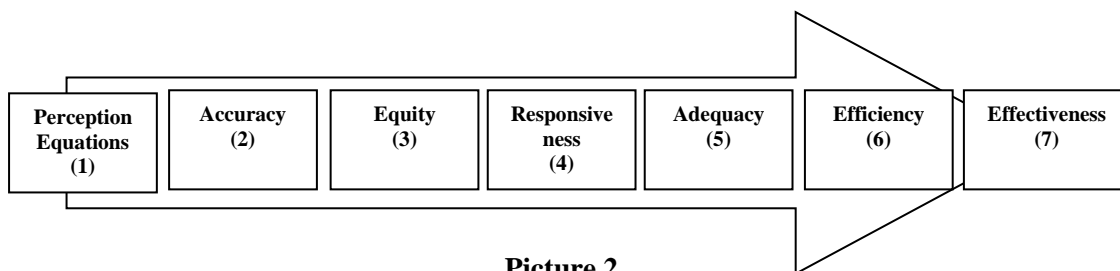 Perception
Equations
(1)
Accuracy
(2)
Equity
(3)
Responsive
ness
(4)
Adequacy
(5)
Efficiency
(6)
Effectiveness
(7)
Picture 2